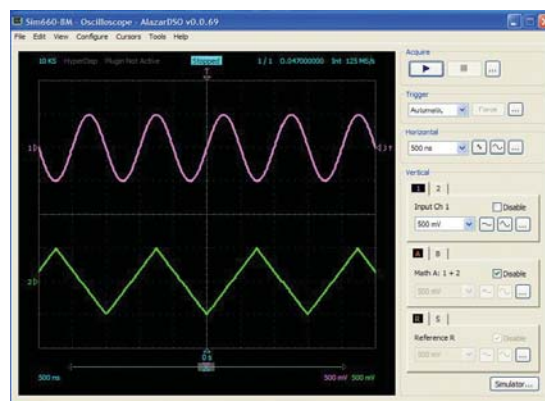 Sim660-8M - Oscilloscope - AlazarDSO v0.0.69
File Edit View Configure Cursors Tools Help
10 KS HyperDisp Plugin Not Active Stopped 1 / 1 0.047000000 Int 125 MS/s
T
1
3 T
2
0 s
500 ns 500 mV 500 mV
Acquire
...
Trigger
Automatic Force ...
Horizontal
500 ns ...
Vertical
1 2
Input Ch 1 Disable
500 mV ...
A B
Math A: 1 + 2 Disable
500 mV ...
R S
Reference R Disable
500 mV ...
Simulator...